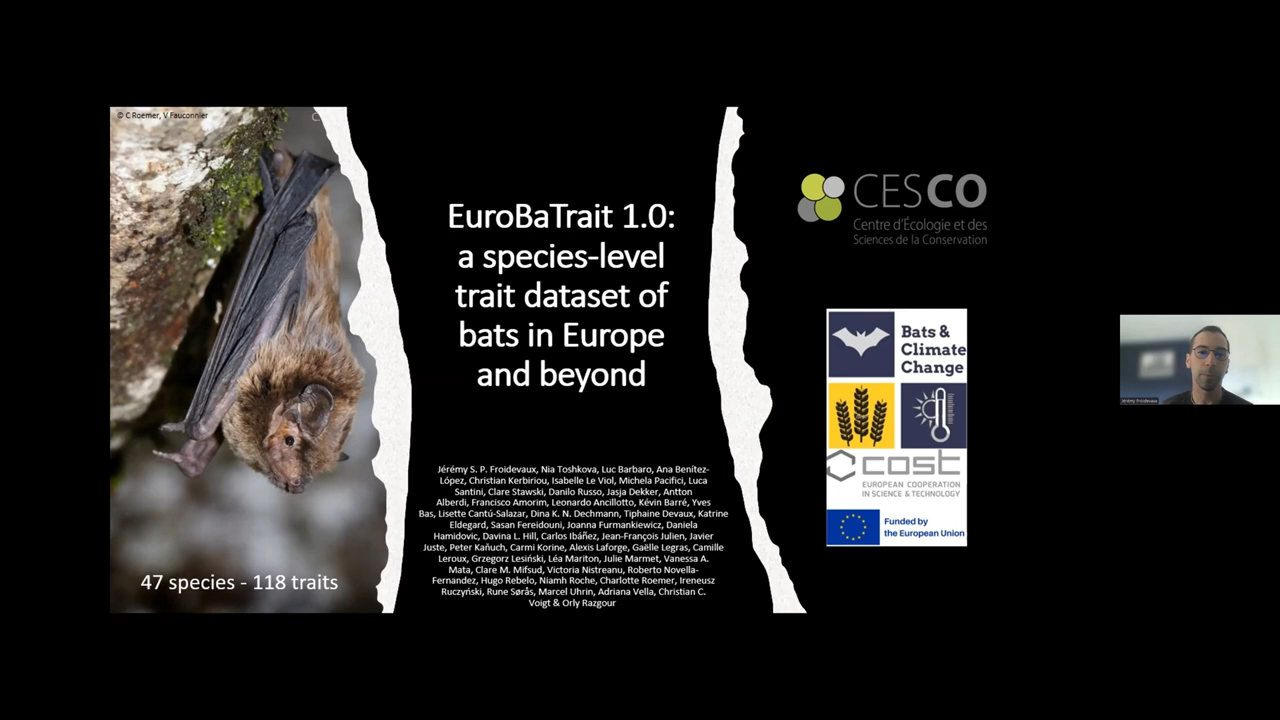 © C Roemer, V Fauconnier
EuroBaTrait 1.0:
a species-level
trait dataset of
bats in Europe
and beyond
Jérémy S. P. Froidevaux, Nia Toshkova, Luc Barbaro, Ana Benítez-
López, Christian Kerbiriou, Isabelle Le Viol, Michela Pacifici, Luca
Santini, Clare Stawski, Danilo Russo, Jasja Dekker, Antton
Alberdi, Francisco Amorim, Leonardo Ancillotto, Kévin Barré, Yves
Bas, Lisette Cantú-Salazar, Dina K. N. Dechmann, Tiphaine Devaux, Katrine
Eldegard, Sasan Fereidouni, Joanna Furmankiewicz, Daniela
Hamidovic, Davina L. Hill, Carlos Ibáñez, Jean-François Julien, Javier
Juste, Peter Kaňuch, Carmi Korine, Alexis Laforge, Gaëlle Legras, Camille
Leroux, Grzegorz Lesiński, Léa Mariton, Julie Marmet, Vanessa A.
Mata, Clare M. Mifsud, Victoria Nistreanu, Roberto Novella-
Fernandez, Hugo Rebelo, Niamh Roche, Charlotte Roemer, Ireneusz
Ruczyński, Rune Sørås, Marcel Uhrin, Adriana Vella, Christian C.
Voigt & Orly Razgour
47 species - 118 traits
CESCO
Centre d'Écologie et des
Sciences de la Conservation
Bats &
Climate
Change
cost
EUROPEAN COOPERATION
IN SCIENCE & TECHNOLOGY
Funded by
the European Union
Jérémy Froidevaux